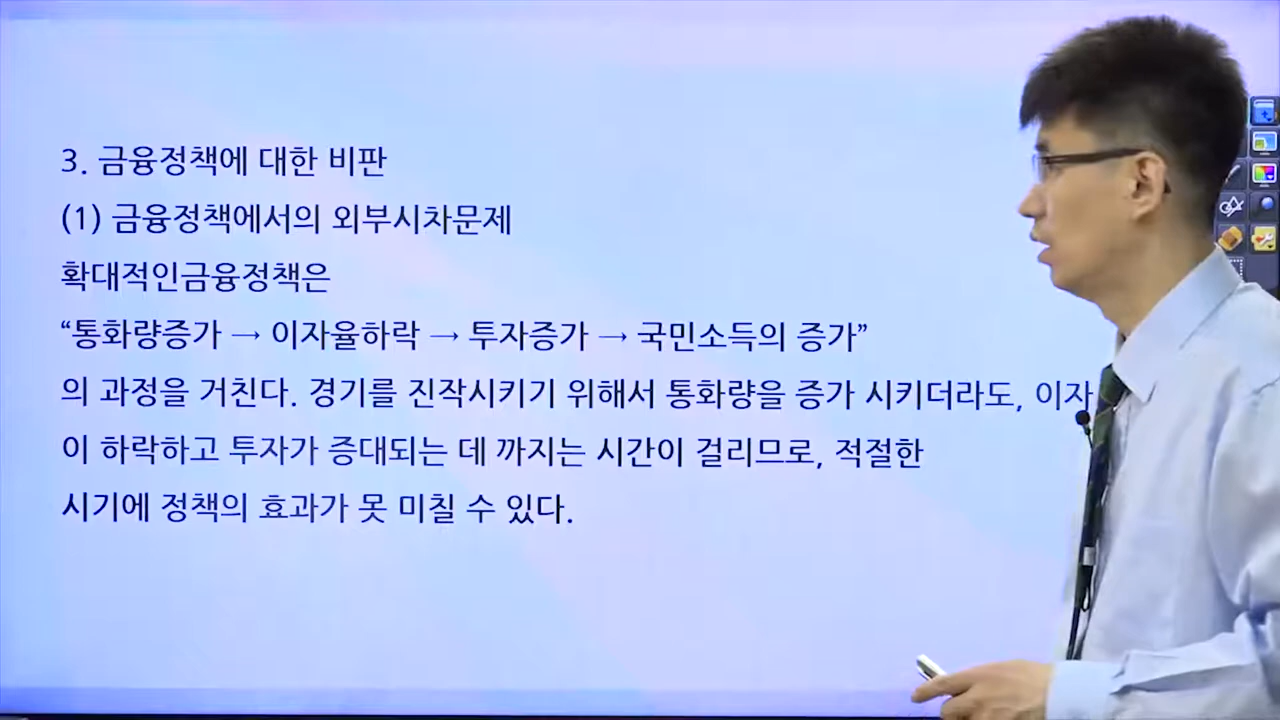 3. 금융정책에 대한 비판
(1) 금융정책에서의 외부시차문제
확대적인금융정책은
“통화량증가 → 이자율하락 → 투자증가 → 국민소득의 증가”
의 과정을 거친다. 경기를 진작시키기 위해서 통화량을 증가 시키더라도, 이자
이 하락하고 투자가 증대되는 데 까지는 시간이 걸리므로, 적절한
시기에 정책의 효과가 못 미칠 수 있다.